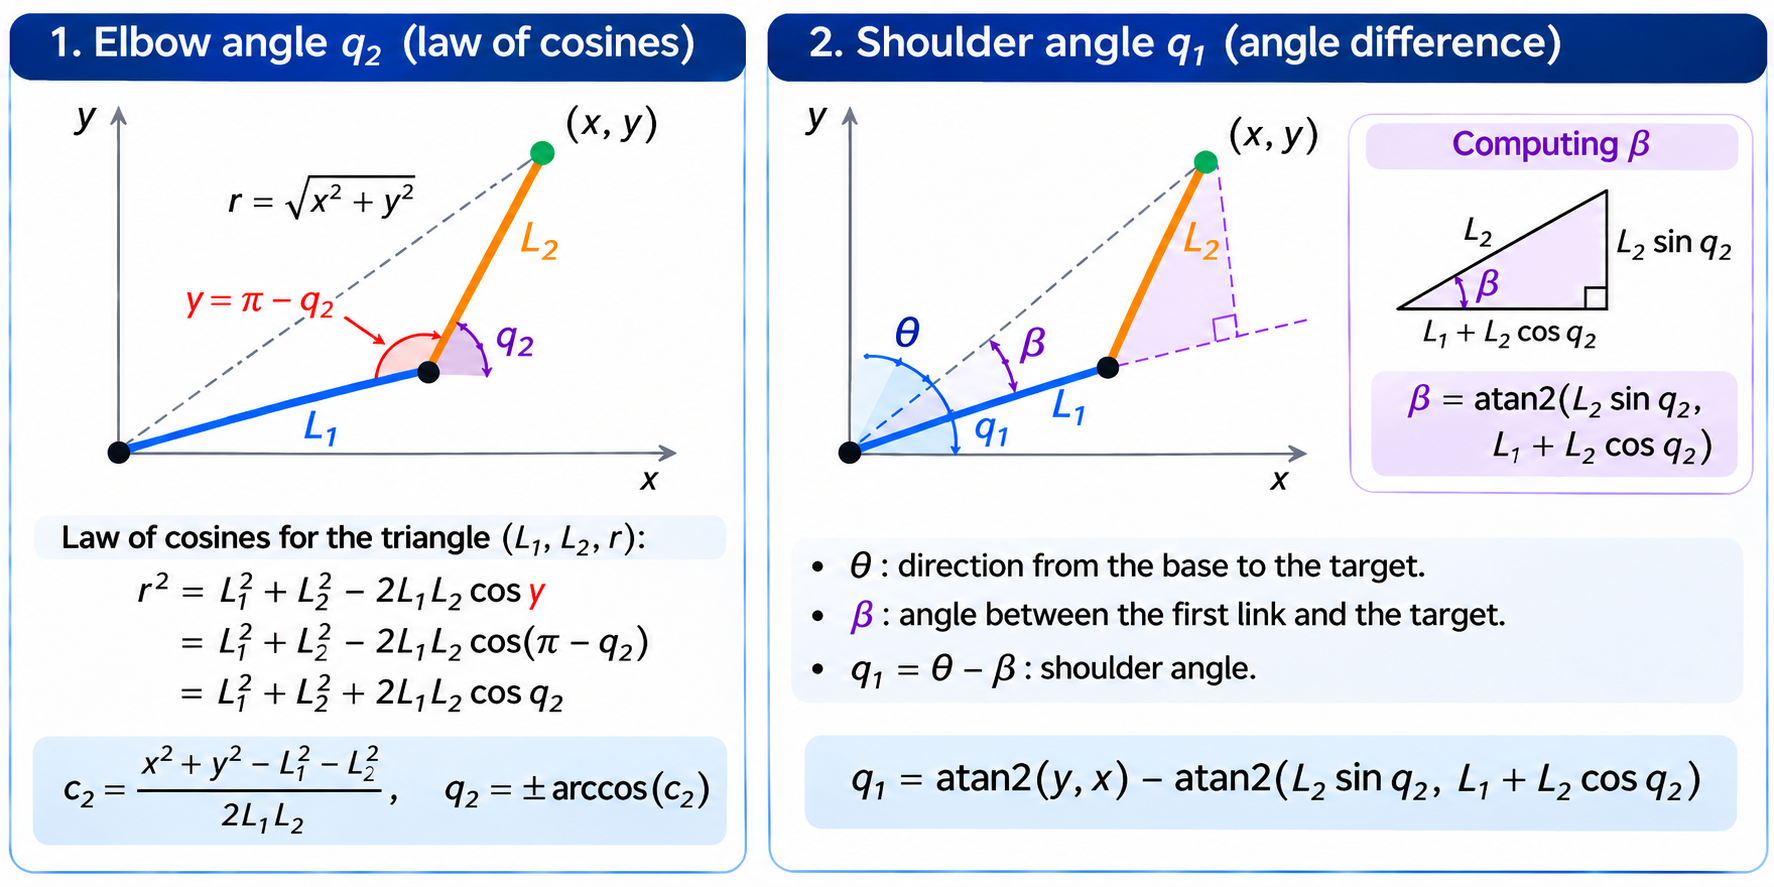 1. Elbow angle q₂ (law of cosines)
y
(x, y)
r = √(x² + y²)
L₂
y = π − q₂
q₂
L₁
x
Law of cosines for the triangle (L₁, L₂, r):
r² = L₁² + L₂² − 2L₁L₂ cos y
= L₁² + L₂² − 2L₁L₂ cos(π − q₂)
= L₁² + L₂² + 2L₁L₂ cos q₂
c₂ = (x² + y² − L₁² − L₂²) / (2L₁L₂), q₂ = ± arccos(c₂)
2. Shoulder angle q₁ (angle difference)
y
(x, y)
L₂
θ
β
L₁
q₁
x
Computing β
L₂
L₂ sin q₂
β
L₁ + L₂ cos q₂
β = atan2(L₂ sin q₂,
L₁ + L₂ cos q₂)
• θ : direction from the base to the target.
• β : angle between the first link and the target.
• q₁ = θ − β : shoulder angle.
q₁ = atan2(y, x) − atan2(L₂ sin q₂, L₁ + L₂ cos q₂)